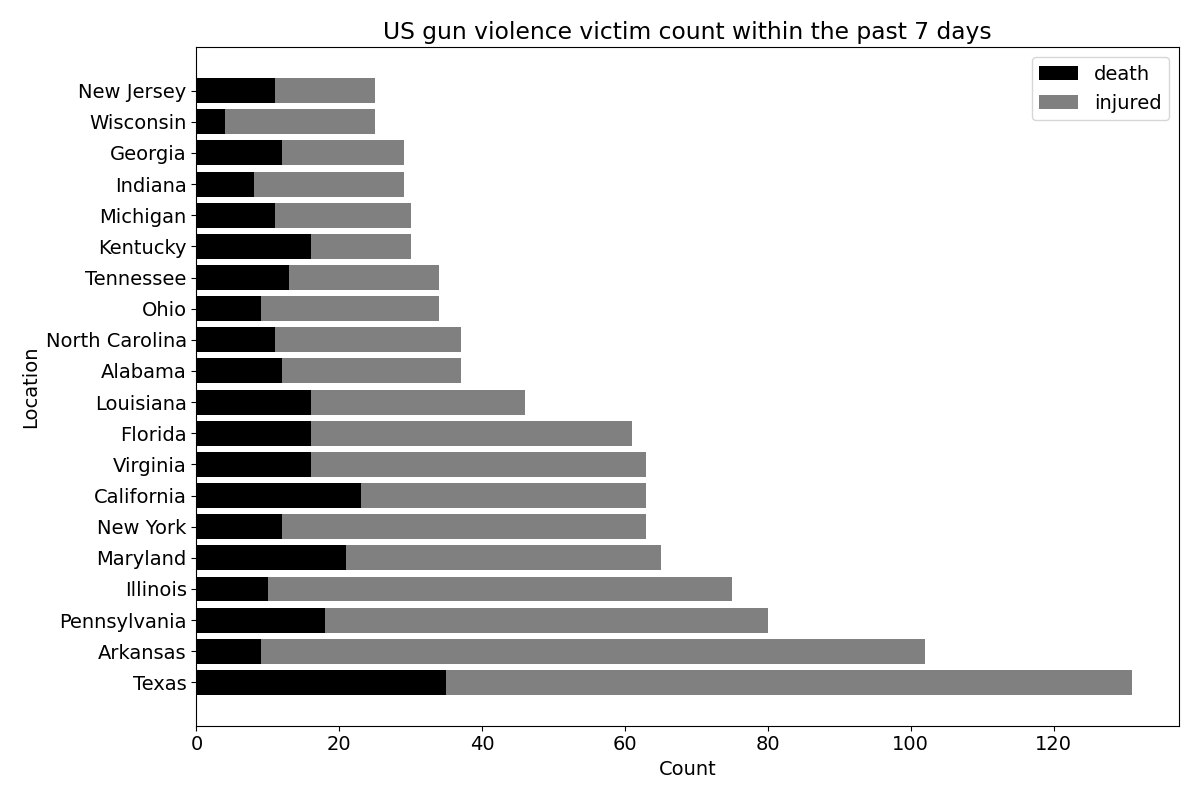 US gun violence victim count within the past 7 days
death
injured
New Jersey
Wisconsin
Georgia
Indiana
Michigan
Kentucky
Tennessee
Ohio
North Carolina
Alabama
Louisiana
Florida
Virginia
California
New York
Maryland
Illinois
Pennsylvania
Arkansas
Texas
Location
0 20 40 60 80 100 120
Count